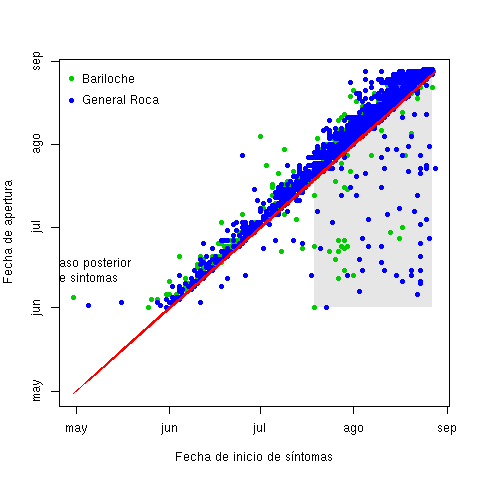 Bariloche
General Roca
aso posterior
e sintomas
sep
ago
jul
jun
may
Fecha de apertura
may
jun
jul
ago
sep
Fecha de inicio de síntomas